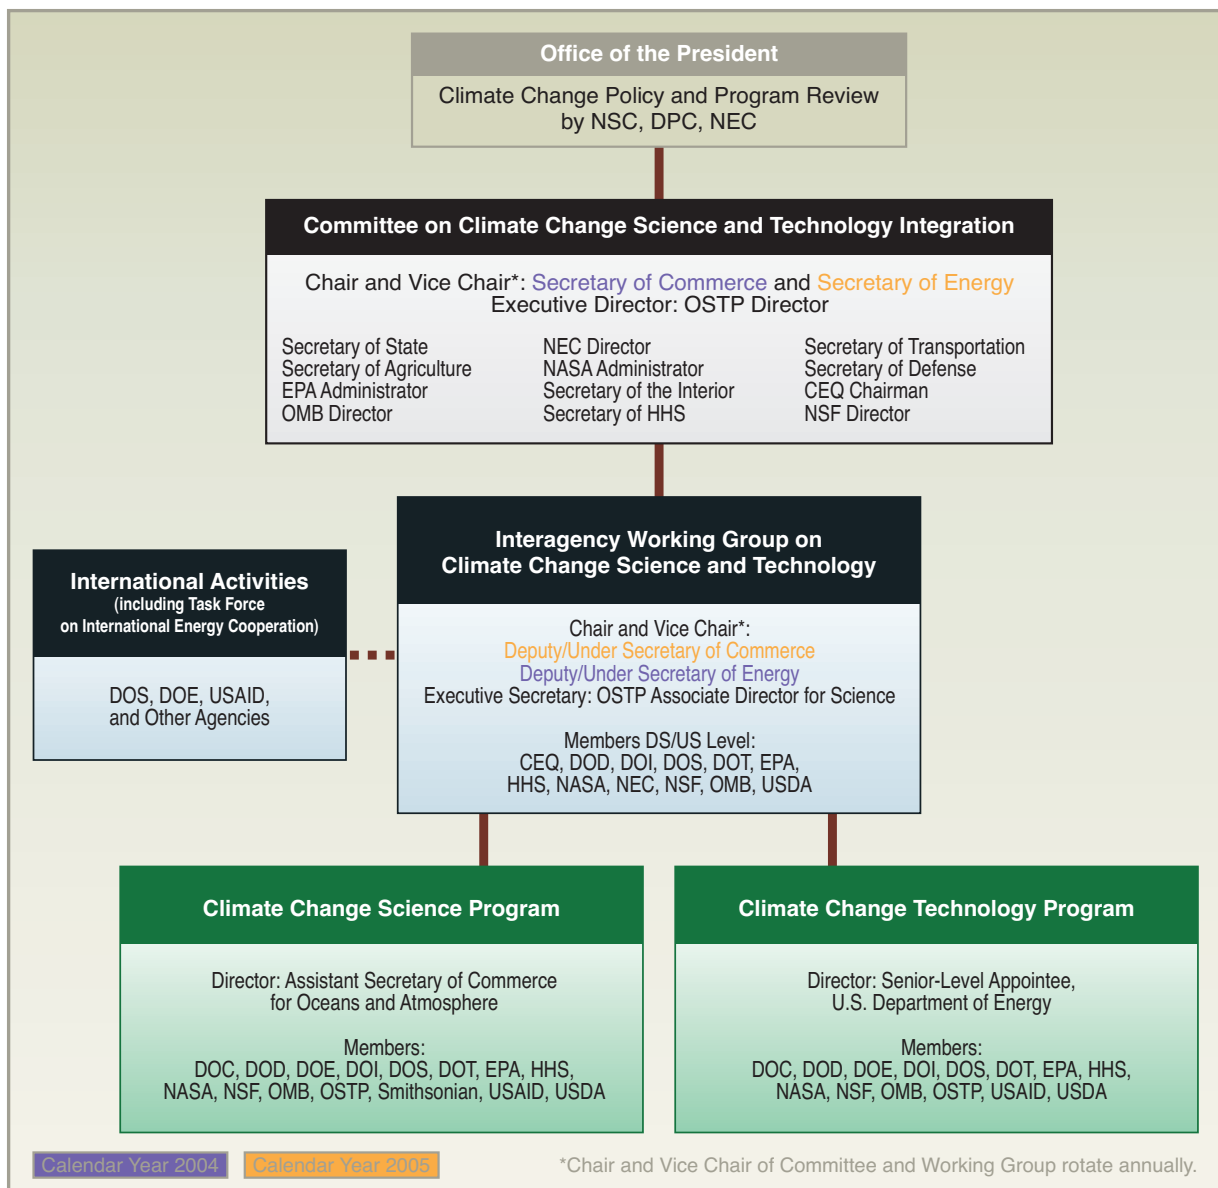 Office of the President
Climate Change Policy and Program Review
by NSC, DPC, NEC
Committee on Climate Change Science and Technology Integration
Chair and Vice Chair*: Secretary of Commerce and Secretary of Energy
Executive Director: OSTP Director
Secretary of State
Secretary of Agriculture
EPA Administrator
OMB Director
NEC Director
NASA Administrator
Secretary of the Interior
Secretary of HHS
Secretary of Transportation
Secretary of Defense
CEQ Chairman
NSF Director
Interagency Working Group on
Climate Change Science and Technology
Chair and Vice Chair*:
Deputy/Under Secretary of Commerce
Deputy/Under Secretary of Energy
Executive Secretary: OSTP Associate Director for Science
Members DS/US Level:
CEQ, DOD, DOI, DOS, DOT, EPA,
HHS, NASA, NEC, NSF, OMB, USDA
International Activities
(including Task Force
on International Energy Cooperation)
DOS, DOE, USAID,
and Other Agencies
Climate Change Science Program
Director: Assistant Secretary of Commerce
for Oceans and Atmosphere
Members:
DOC, DOD, DOE, DOI, DOS, DOT, EPA, HHS,
NASA, NSF, OMB, OSTP, Smithsonian, USAID, USDA
Climate Change Technology Program
Director: Senior-Level Appointee,
U.S. Department of Energy
Members:
DOC, DOD, DOE, DOI, DOS, DOT, EPA, HHS,
NASA, NSF, OMB, OSTP, USAID, USDA
Calendar Year 2004
Calendar Year 2005
*Chair and Vice Chair of Committee and Working Group rotate annually.